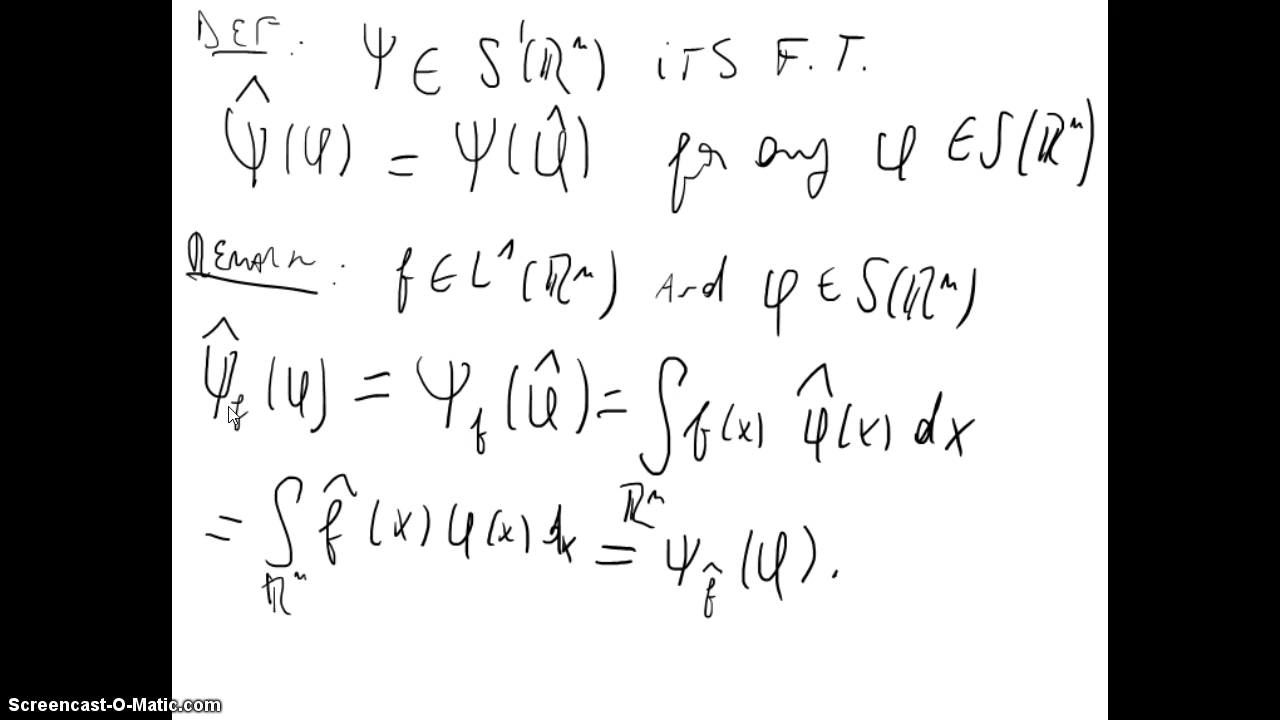 DEF: Ψ ∈ S'(ℝⁿ) iTS F.T.
Ψ̂(φ) = Ψ(φ̂) for any φ ∈ S(ℝⁿ)
REMARK: f ∈ L¹(ℝⁿ) And φ ∈ S(ℝⁿ)
Ψ̂_f(φ) = Ψ_f(φ̂) = ∫_ℝⁿ f(x) φ̂(x) dx
= ∫_ℝⁿ f̂(x) φ(x) dx = Ψ_f̂(φ).
Screencast-O-Matic.com